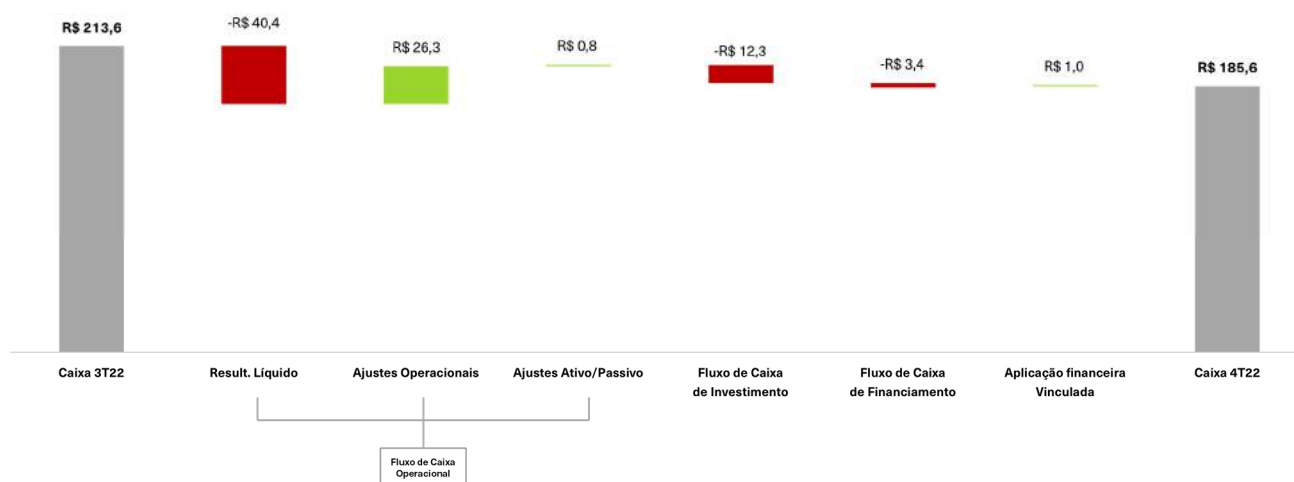 R$ 213,6
-R$ 40,4
R$ 26,3
R$ 0,8
-R$ 12,3
-R$ 3,4
R$ 1,0
R$ 185,6
Caixa 3T22
Result. Líquido
Ajustes Operacionais
Ajustes Ativo/Passivo
Fluxo de Caixa
de Investimento
Fluxo de Caixa
de Financiamento
Aplicação financeira
Vinculada
Caixa 4T22
Fluxo de Caixa
Operacional